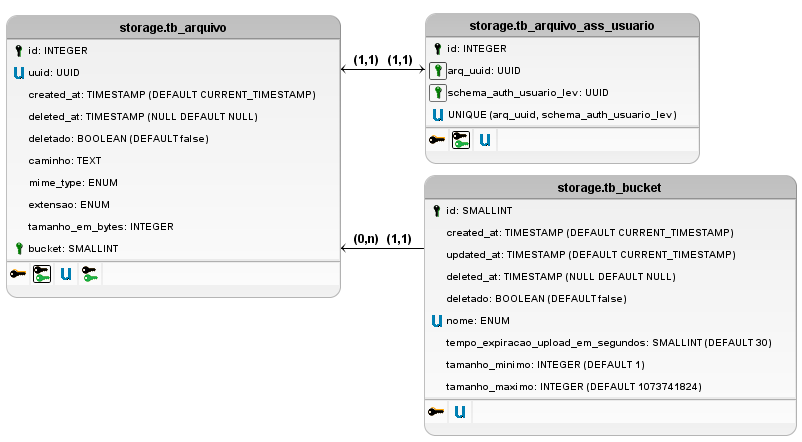 storage.tb_arquivo
id: INTEGER
uuid: UUID
created_at: TIMESTAMP (DEFAULT CURRENT_TIMESTAMP)
deleted_at: TIMESTAMP (NULL DEFAULT NULL)
deletado: BOOLEAN (DEFAULT false)
caminho: TEXT
mime_type: ENUM
extensao: ENUM
tamanho_em_bytes: INTEGER
bucket: SMALLINT
(1,1) (1,1)
storage.tb_arquivo_ass_usuario
id: INTEGER
arq_uuid: UUID
schema_auth_usuario_lev: UUID
UNIQUE (arq_uuid, schema_auth_usuario_lev)
(0,n) (1,1)
storage.tb_bucket
id: SMALLINT
created_at: TIMESTAMP (DEFAULT CURRENT_TIMESTAMP)
updated_at: TIMESTAMP (DEFAULT CURRENT_TIMESTAMP)
deleted_at: TIMESTAMP (NULL DEFAULT NULL)
deletado: BOOLEAN (DEFAULT false)
nome: ENUM
tempo_expiracao_upload_em_segundos: SMALLINT (DEFAULT 30)
tamanho_minimo: INTEGER (DEFAULT 1)
tamanho_maximo: INTEGER (DEFAULT 1073741824)